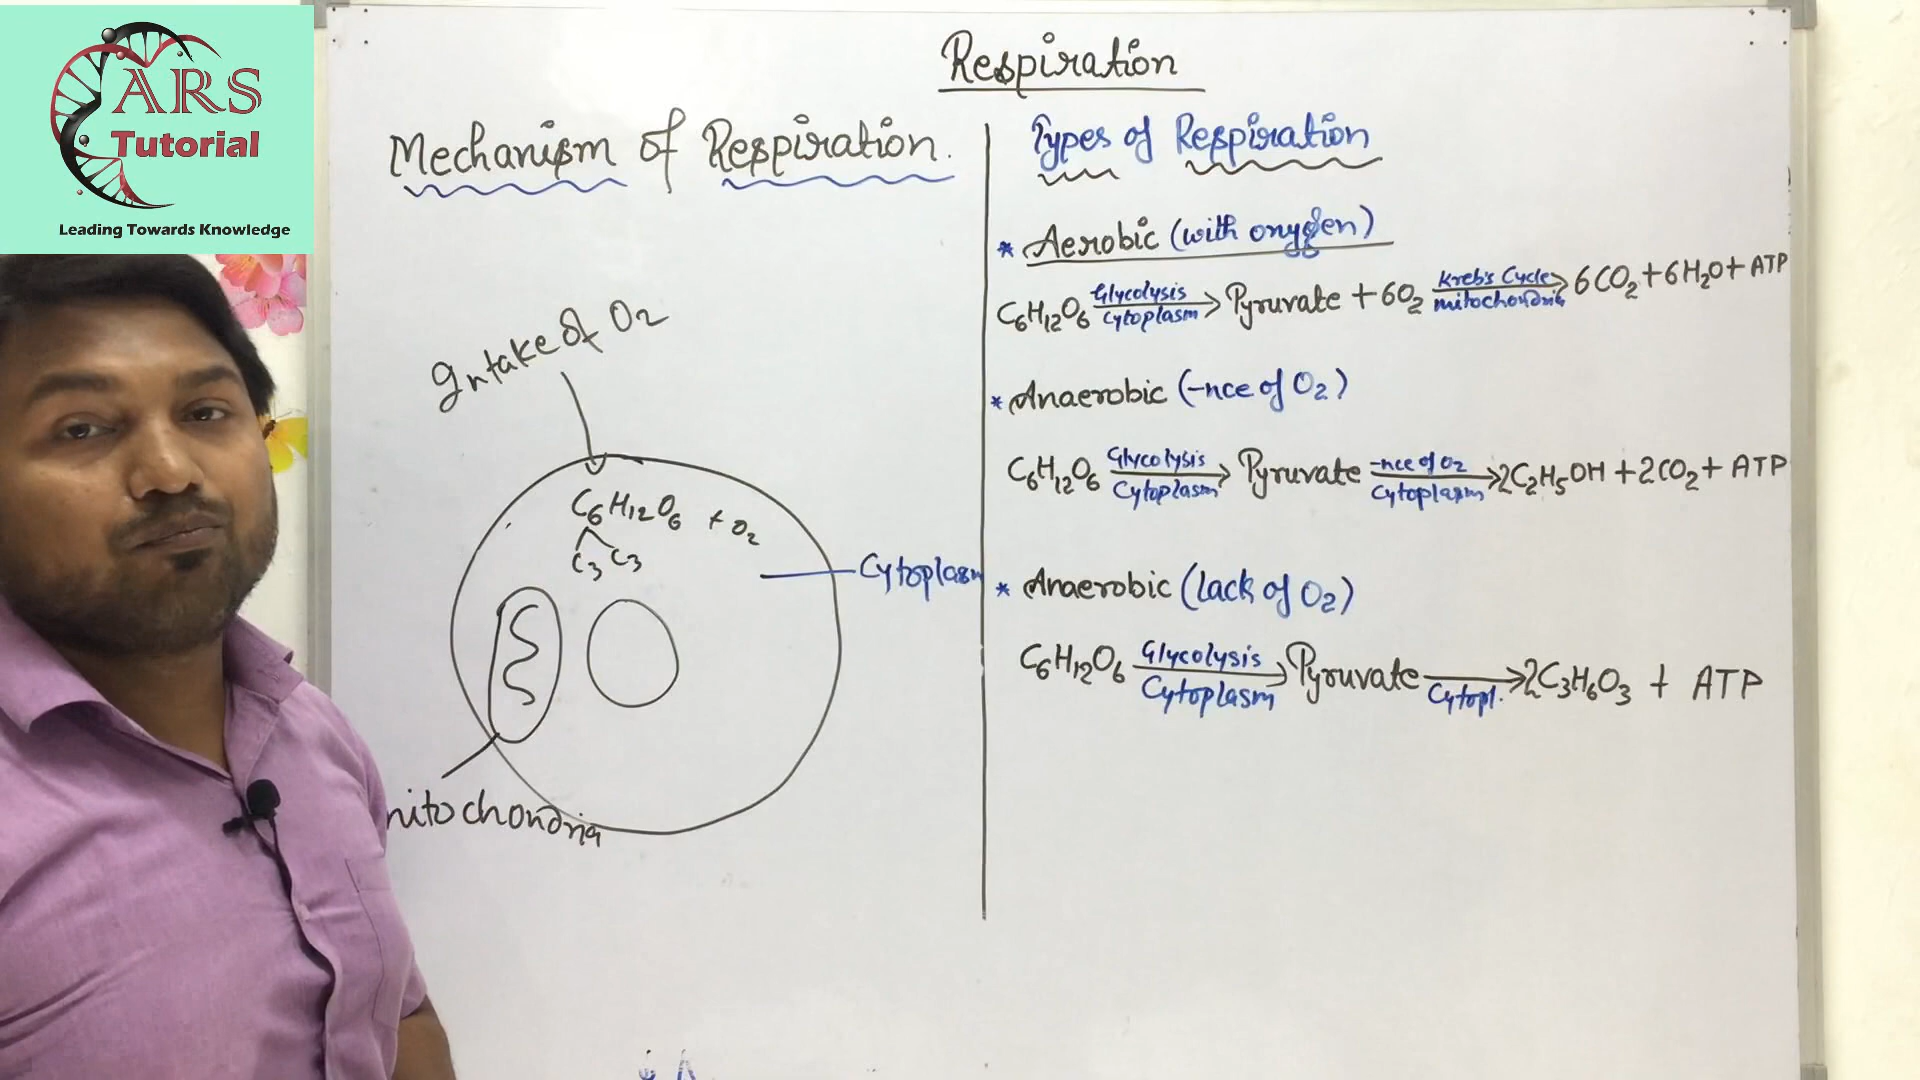 ARS
Tutorial
Leading Towards Knowledge
Respiration
Mechanism of Respiration.
Intake of O2
C6H12O6 + O2
C3 C3
Cytoplasm
mitochondria
Types of Respiration
* Aerobic (with oxygen)
C6H12O6 Glycolysis Cytoplasm → Pyruvate + 6O2 Kreb's Cycle mitochondria → 6CO2 + 6H2O + ATP
* Anaerobic (-nce of O2)
C6H12O6 Glycolysis Cytoplasm → Pyruvate -nce of O2 Cytoplasm → 2C2H5OH + 2CO2 + ATP
* Anaerobic (lack of O2)
C6H12O6 Glycolysis Cytoplasm → Pyruvate Cytopl. → 2C3H6O3 + ATP